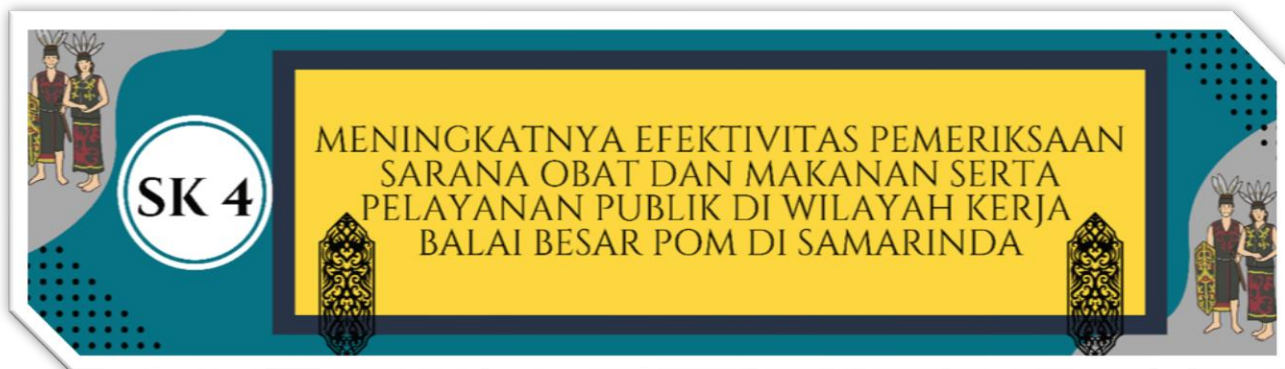 SK 4
MENINGKATNYA EFEKTIVITAS PEMERIKSAAN
SARANA OBAT DAN MAKANAN SERTA
PELAYANAN PUBLIK DI WILAYAH KERJA
BALAI BESAR POM DI SAMARINDA